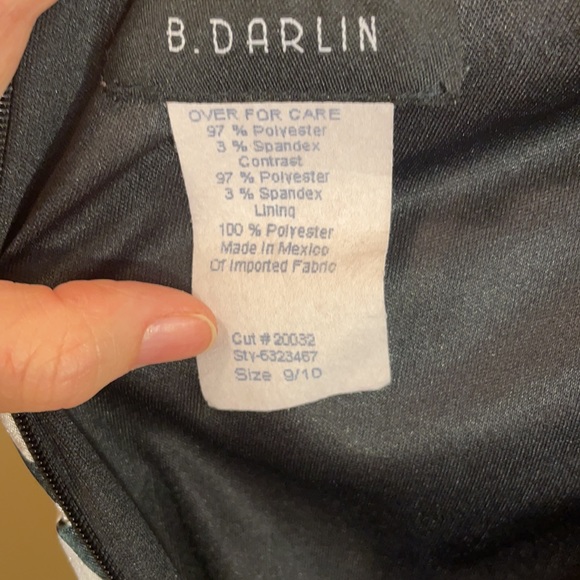 B.DARLIN
OVER FOR CARE
97 % Polyester
3 % Spandex
Contrast
97 % Polyester
3 % Spandex
Lining
100 % Polyester
Made In Mexico
Of Imported Fabric
Cut # 20032
Sty-6323467
Size 9/10